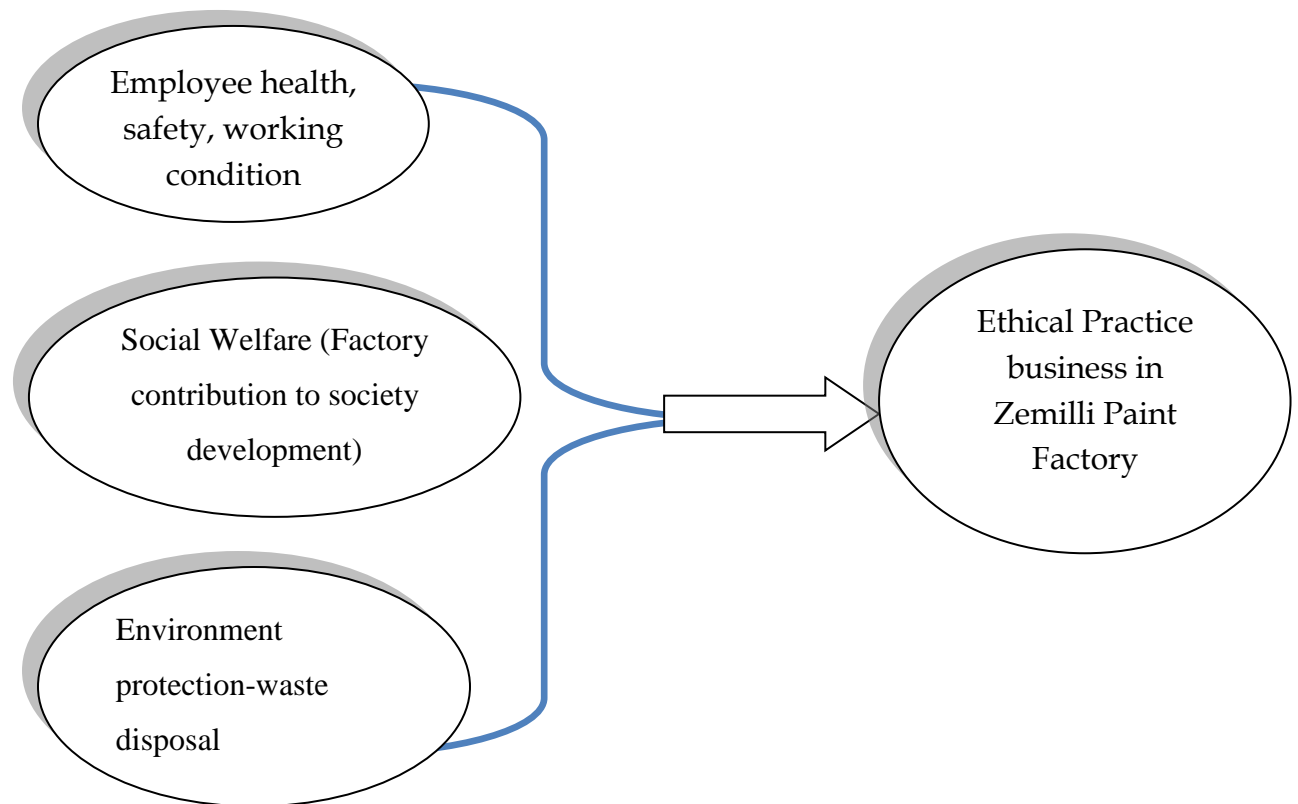 Employee health,
safety, working
condition
Social Welfare (Factory
contribution to society
development)
Environment
protection-waste
disposal
Ethical Practice
business in
Zemilli Paint
Factory